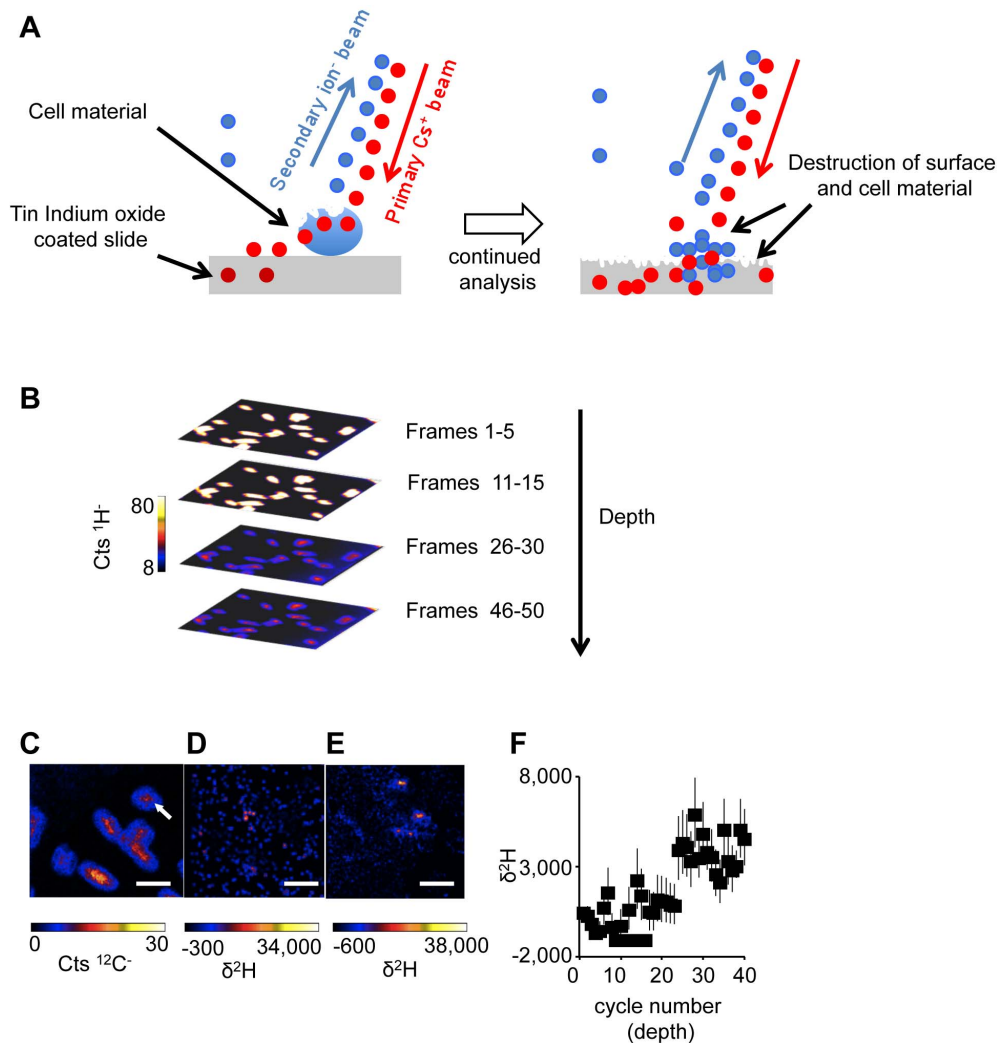 A
Cell material
Tin Indium oxide
coated slide
Secondary ion⁻ beam
Primary Cs⁺ beam
continued
analysis
Destruction of surface
and cell material
B
Cts ¹H⁻
80
8
Frames 1-5
Frames 11-15
Frames 26-30
Frames 46-50
Depth
C
0 30
Cts ¹²C⁻
D
-300 34,000
δ²H
E
-600 38,000
δ²H
F
δ²H
8,000
3,000
-2,000
0 10 20 30 40
cycle number
(depth)